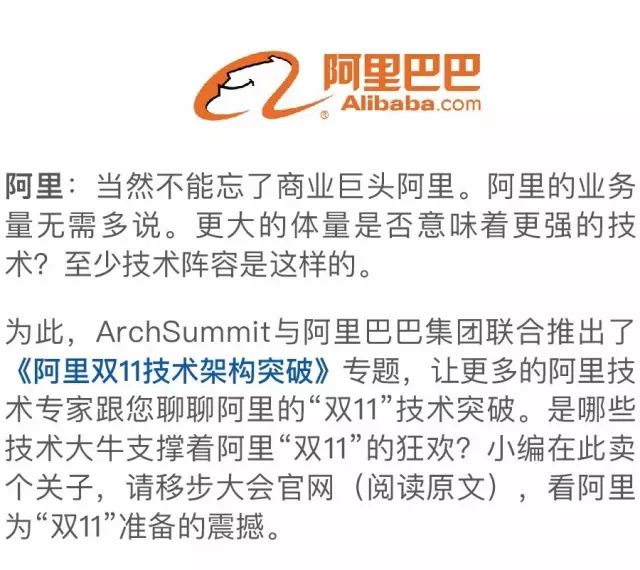 阿里巴巴
Alibaba.com
®
阿里：当然不能忘了商业巨头阿里。阿里的业务
量无需多说。更大的体量是否意味着更强的技
术？至少技术阵容是这样的。
为此，ArchSummit与阿里巴巴集团联合推出了
《阿里双11技术架构突破》专题，让更多的阿里技
术专家跟您聊聊阿里的“双11”技术突破。是哪些
技术大牛支撑着阿里“双11”的狂欢？小编在此卖
个关子，请移步大会官网（阅读原文），看阿里
为“双11”准备的震撼。